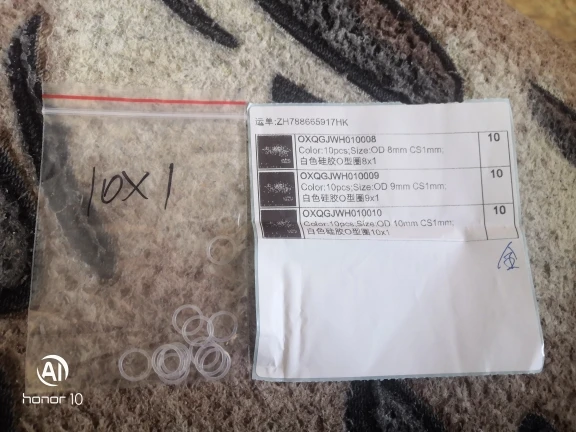 10X1
运单:ZH788665917HK
OXQGJWH010008
Color:10pcs;Size:OD 8mm CS1mm;
白色硅胶O型圈8x1
10
OXQGJWH010009
Color:10pcs;Size:OD 9mm CS1mm;
白色硅胶O型圈9x1
10
OXQGJWH010010
Color:10pcs;Size:OD 10mm CS1mm;
白色硅胶O型圈10x1
10
AI
honor 10